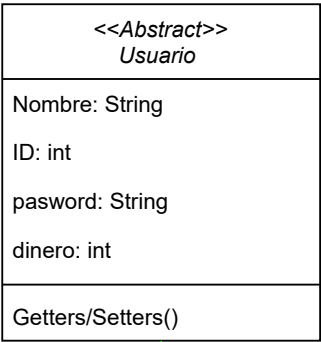 <<Abstract>>
Usuario
Nombre: String
ID: int
pasword: String
dinero: int
Getters/Setters()